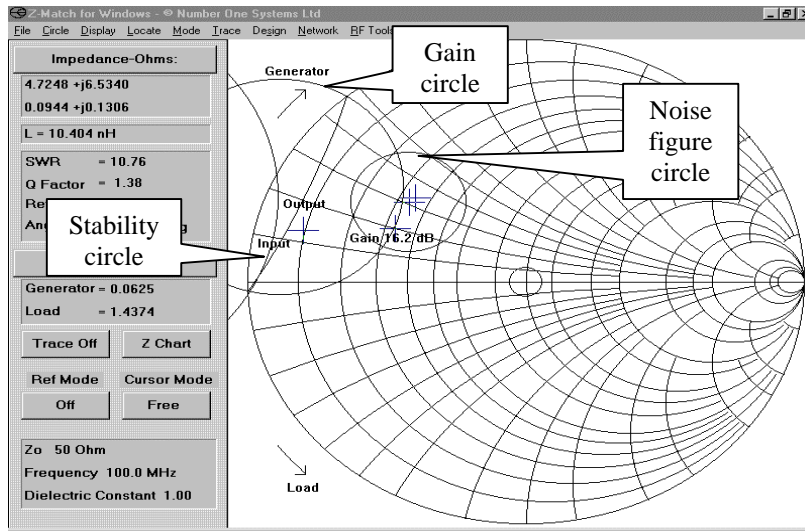 Z-Match for Windows - © Number One Systems Ltd
File Circle Display Locate Mode Trace Design Network RF Tools
Impedance-Ohms:
4.7248 +j6.5340
0.0944 +j0.1306
L = 10.404 nH
SWR = 10.76
Q Factor = 1.38
Generator = 0.0625
Load = 1.4374
Trace Off Z Chart
Ref Mode Cursor Mode
Off Free
Zo 50 Ohm
Frequency 100.0 MHz
Dielectric Constant 1.00
Gain
circle
Generator
Noise
figure
circle
Output
Stability
circle
Input
Gain 16.2 dB
Load